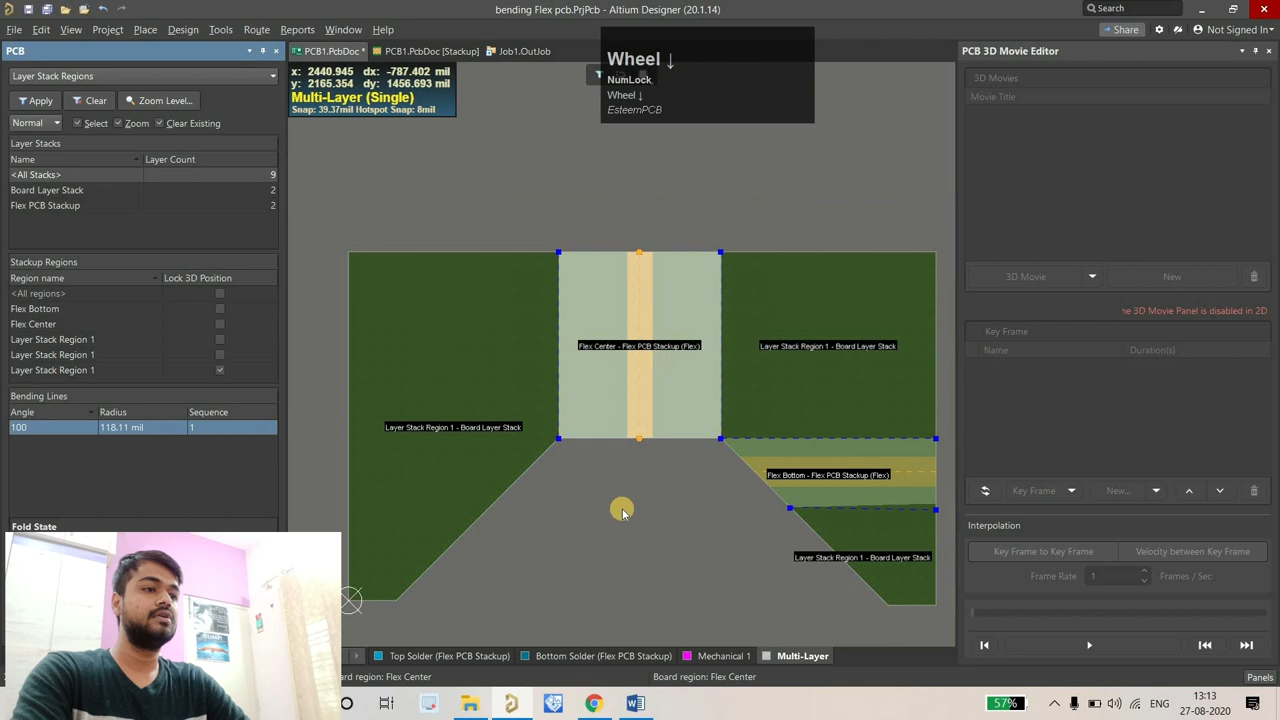 bending Flex pcb.PrjPcb - Altium Designer (20.1.14)
Search
File Edit View Project Place Design Tools Route Reports Window Help
Share
Not Signed In
PCB
PCB1.PcbDoc *
PCB1.PcbDoc [Stackup]
Job1.OutJob
PCB 3D Movie Editor
Layer Stack Regions
Apply Clear Zoom Level...
Normal Select Zoom Clear Existing
Layer Stacks
Name Layer Count
<All Stacks> 9
Board Layer Stack 2
Flex PCB Stackup 2
Stackup Regions
Region name Lock 3D Position
<All regions>
Flex Bottom
Flex Center
Layer Stack Region 1
Layer Stack Region 1
Layer Stack Region 1
Bending Lines
Angle Radius Sequence
100 118.11 mil 1
Fold State
x: 2440.945 dx: -787.402 mil
y: 2165.354 dy: 1456.693 mil
Multi-Layer (Single)
Snap: 39.37mil Hotspot Snap: 8mil
Wheel ↓
NumLock
Wheel ↓
EsteemPCB
Flex Center - Flex PCB Stackup (Flex)
Layer Stack Region 1 - Board Layer Stack
Layer Stack Region 1 - Board Layer Stack
Flex Bottom - Flex PCB Stackup (Flex)
Layer Stack Region 1 - Board Layer Stack
3D Movies
Movie Title
3D Movie New
ne 3D Movie Panel is disabled in 2D
Key Frame
Name Duration(s)
Key Frame New...
Interpolation
Key Frame to Key Frame Velocity between Key Frame
Frame Rate 1 Frames / Sec
Top Solder (Flex PCB Stackup) Bottom Solder (Flex PCB Stackup) Mechanical 1 Multi-Layer
ard region: Flex Center
Board region: Flex Center
Panels
57%
ENG
13:13
27-08-2020